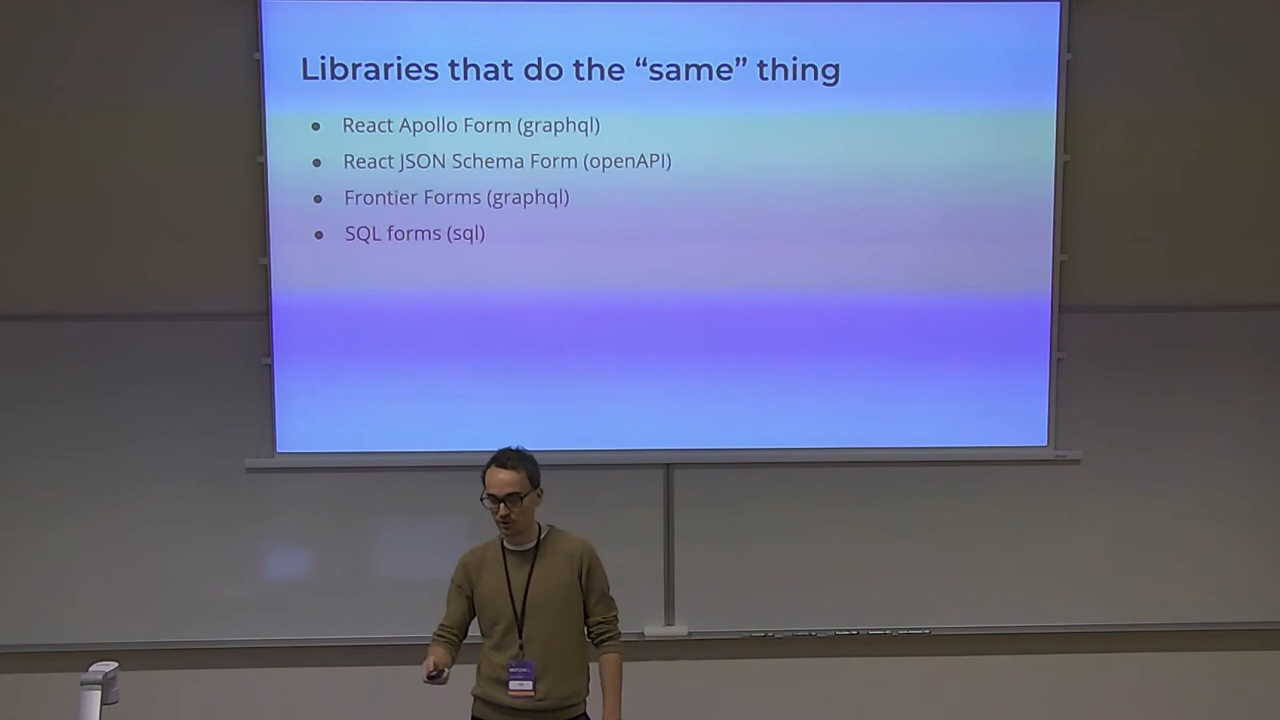 Libraries that do the “same” thing
● React Apollo Form (graphql)
● React JSON Schema Form (openAPI)
● Frontier Forms (graphql)
● SQL forms (sql)